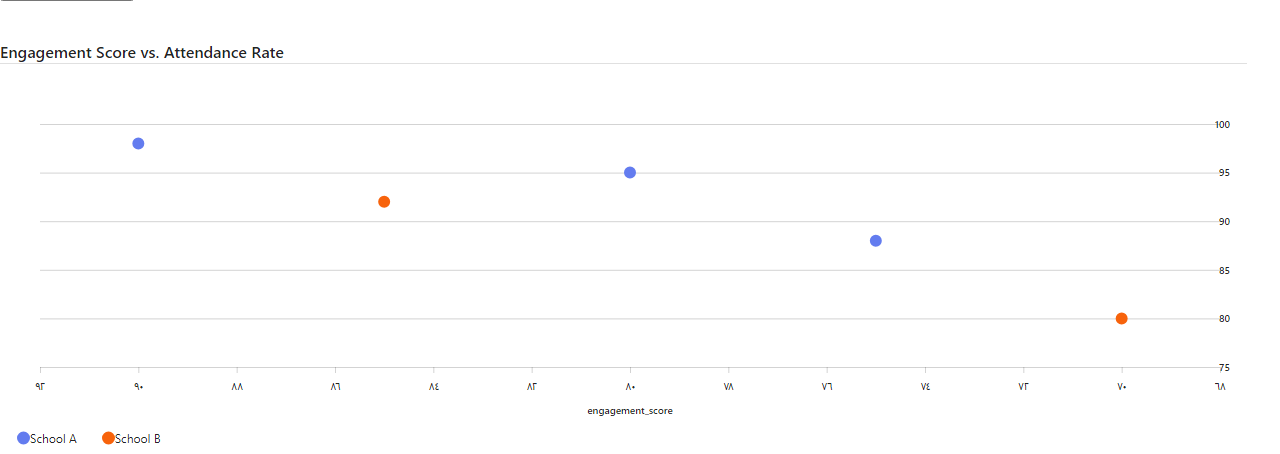 Engagement Score vs. Attendance Rate
100
95
90
85
80
75
٩٢ ٩٠ ٨٨ ٨٦ ٨٤ ٨٢ ٨٠ ٧٨ ٧٦ ٧٤ ٧٢ ٧٠ ٦٨
engagement_score
School A School B